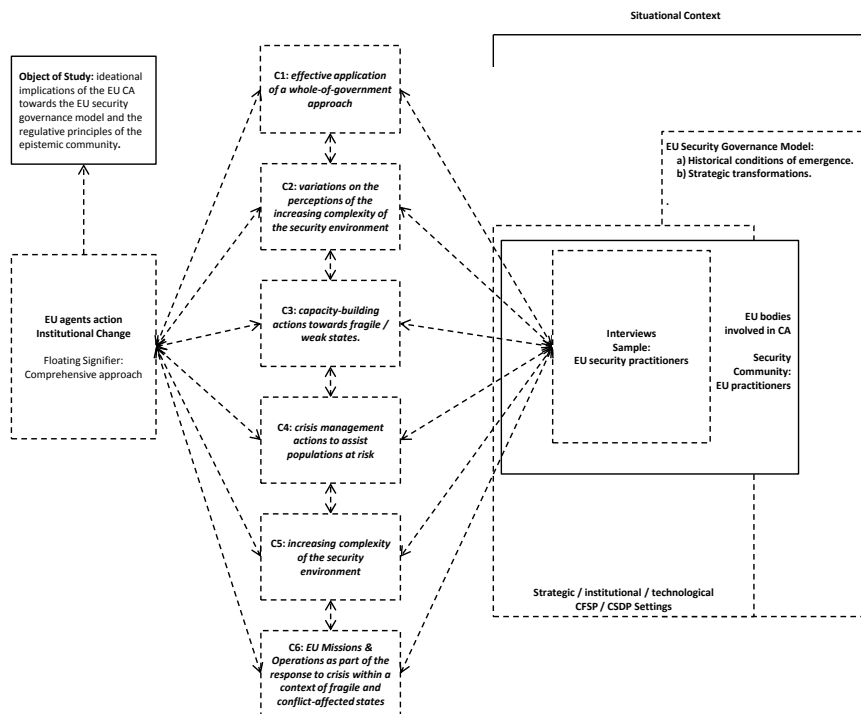 Situational Context
Object of Study: ideational
implications of the EU CA
towards the EU security
governance model and the
regulative principles of the
epistemic community.
EU agents action
Institutional Change
Floating Signifier:
Comprehensive approach
C1: effective application
of a whole-of-government
approach
C2: variations on the
perceptions of the
increasing complexity of
the security environment
C3: capacity-building
actions towards fragile /
weak states.
C4: crisis management
actions to assist
populations at risk
C5: increasing complexity
of the security
environment
C6: EU Missions &
Operations as part of the
response to crisis within a
context of fragile and
conflict-affected states
EU Security Governance Model:
a) Historical conditions of emergence.
b) Strategic transformations.
.
Interviews
Sample:
EU security practitioners
EU bodies
involved in CA
Security
Community:
EU practitioners
Strategic / institutional / technological
CFSP / CSDP Settings